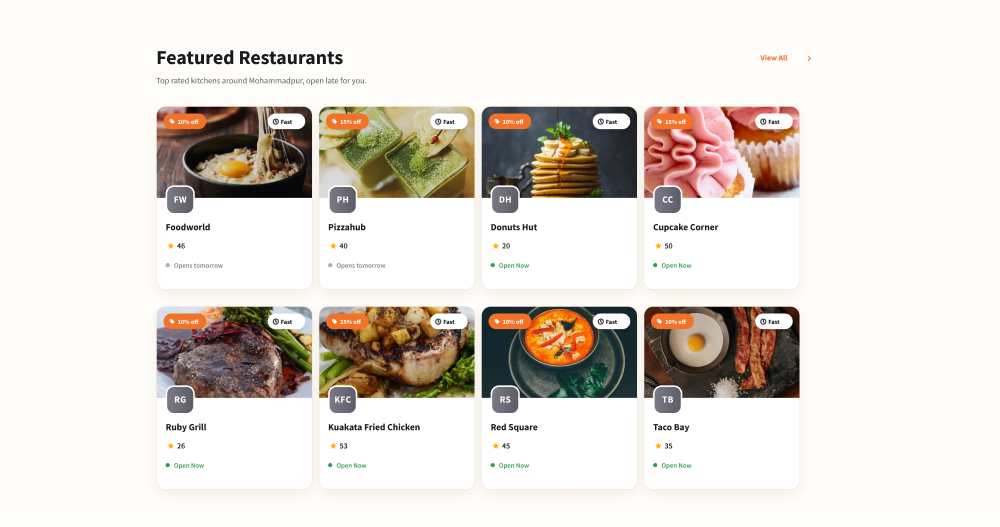 Featured Restaurants
View All
Top rated kitchens around Mohammadpur, open late for you.
20% off
Fast
15% off
Fast
10% off
Fast
15% off
Fast
FW
PH
DH
CC
Foodworld
Pizzahub
Donuts Hut
Cupcake Corner
46
40
20
50
Opens tomorrow
Opens tomorrow
Open Now
Open Now
10% off
Fast
25% off
Fast
10% off
Fast
10% off
Fast
RG
KFC
RS
TB
Ruby Grill
Kuakata Fried Chicken
Red Square
Taco Bay
26
53
45
35
Open Now
Open Now
Open Now
Open Now